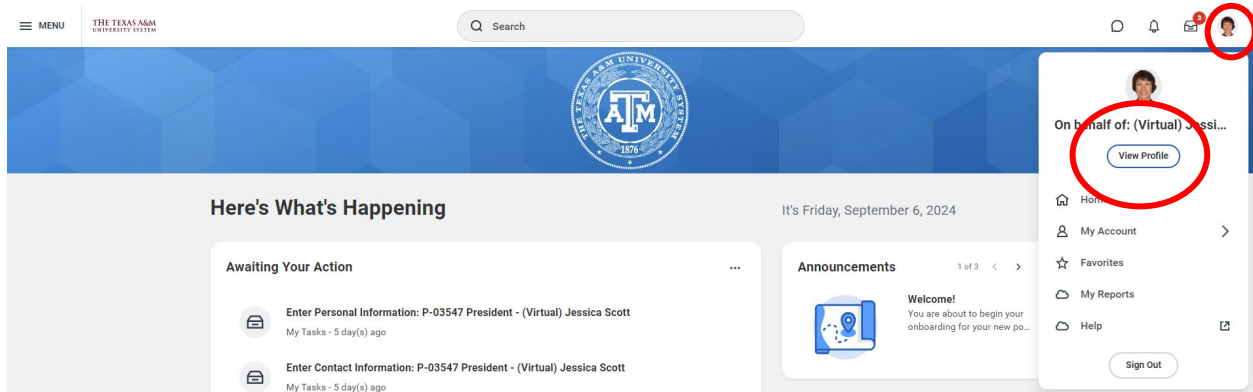 MENU
THE TEXAS A&M
UNIVERSITY SYSTEM
Search
3
THE TEXAS A&M UNIVERSITY SYSTEM
ATM
1876
On behalf of: (Virtual) Jessi...
View Profile
Home
My Account
Favorites
My Reports
Help
Sign Out
Here's What's Happening
It's Friday, September 6, 2024
Awaiting Your Action
...
Enter Personal Information: P-03547 President - (Virtual) Jessica Scott
My Tasks - 5 day(s) ago
Enter Contact Information: P-03547 President - (Virtual) Jessica Scott
My Tasks - 5 day(s) ago
Announcements
1 of 3
Welcome!
You are about to begin your
onboarding for your new po...